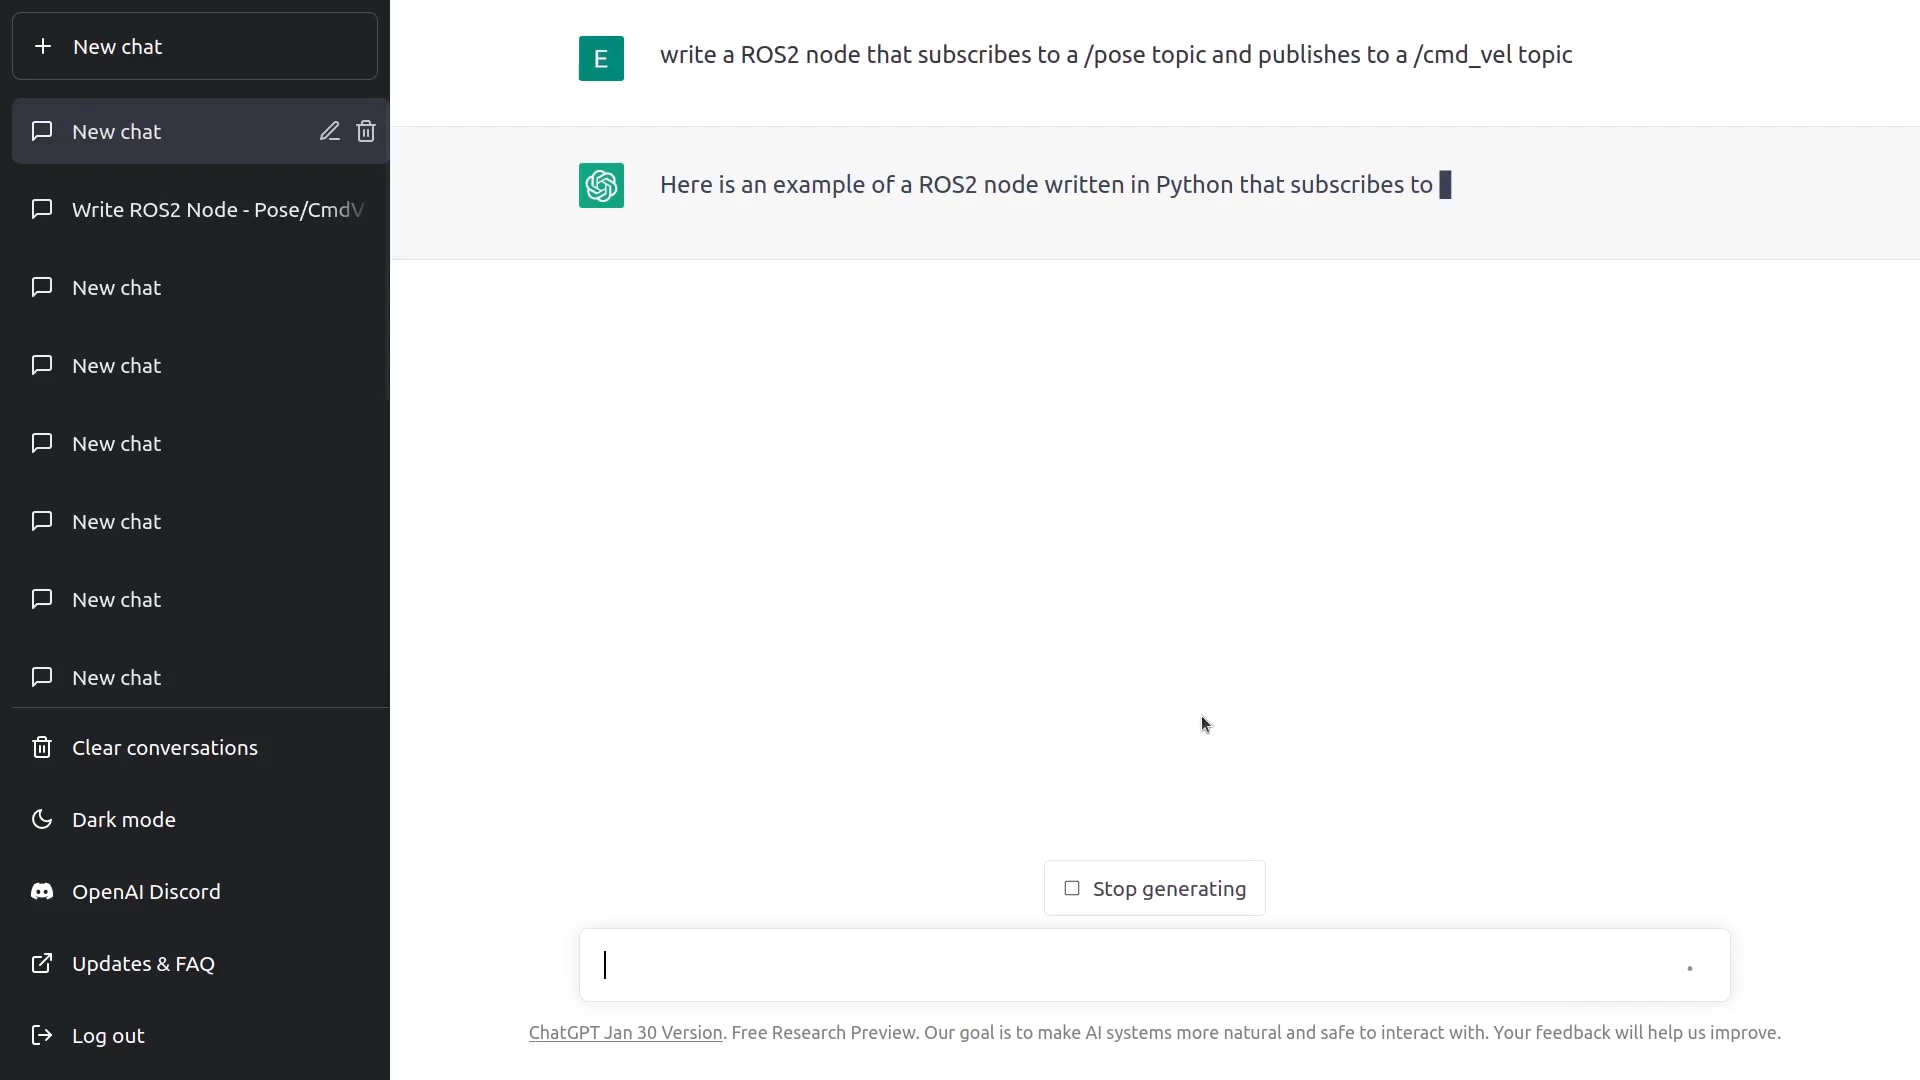 New chat
New chat
Write ROS2 Node - Pose/CmdV
New chat
New chat
New chat
New chat
New chat
New chat
Clear conversations
Dark mode
OpenAI Discord
Updates & FAQ
Log out
E
write a ROS2 node that subscribes to a /pose topic and publishes to a /cmd_vel topic
Here is an example of a ROS2 node written in Python that subscribes to
Stop generating
ChatGPT Jan 30 Version. Free Research Preview. Our goal is to make AI systems more natural and safe to interact with. Your feedback will help us improve.